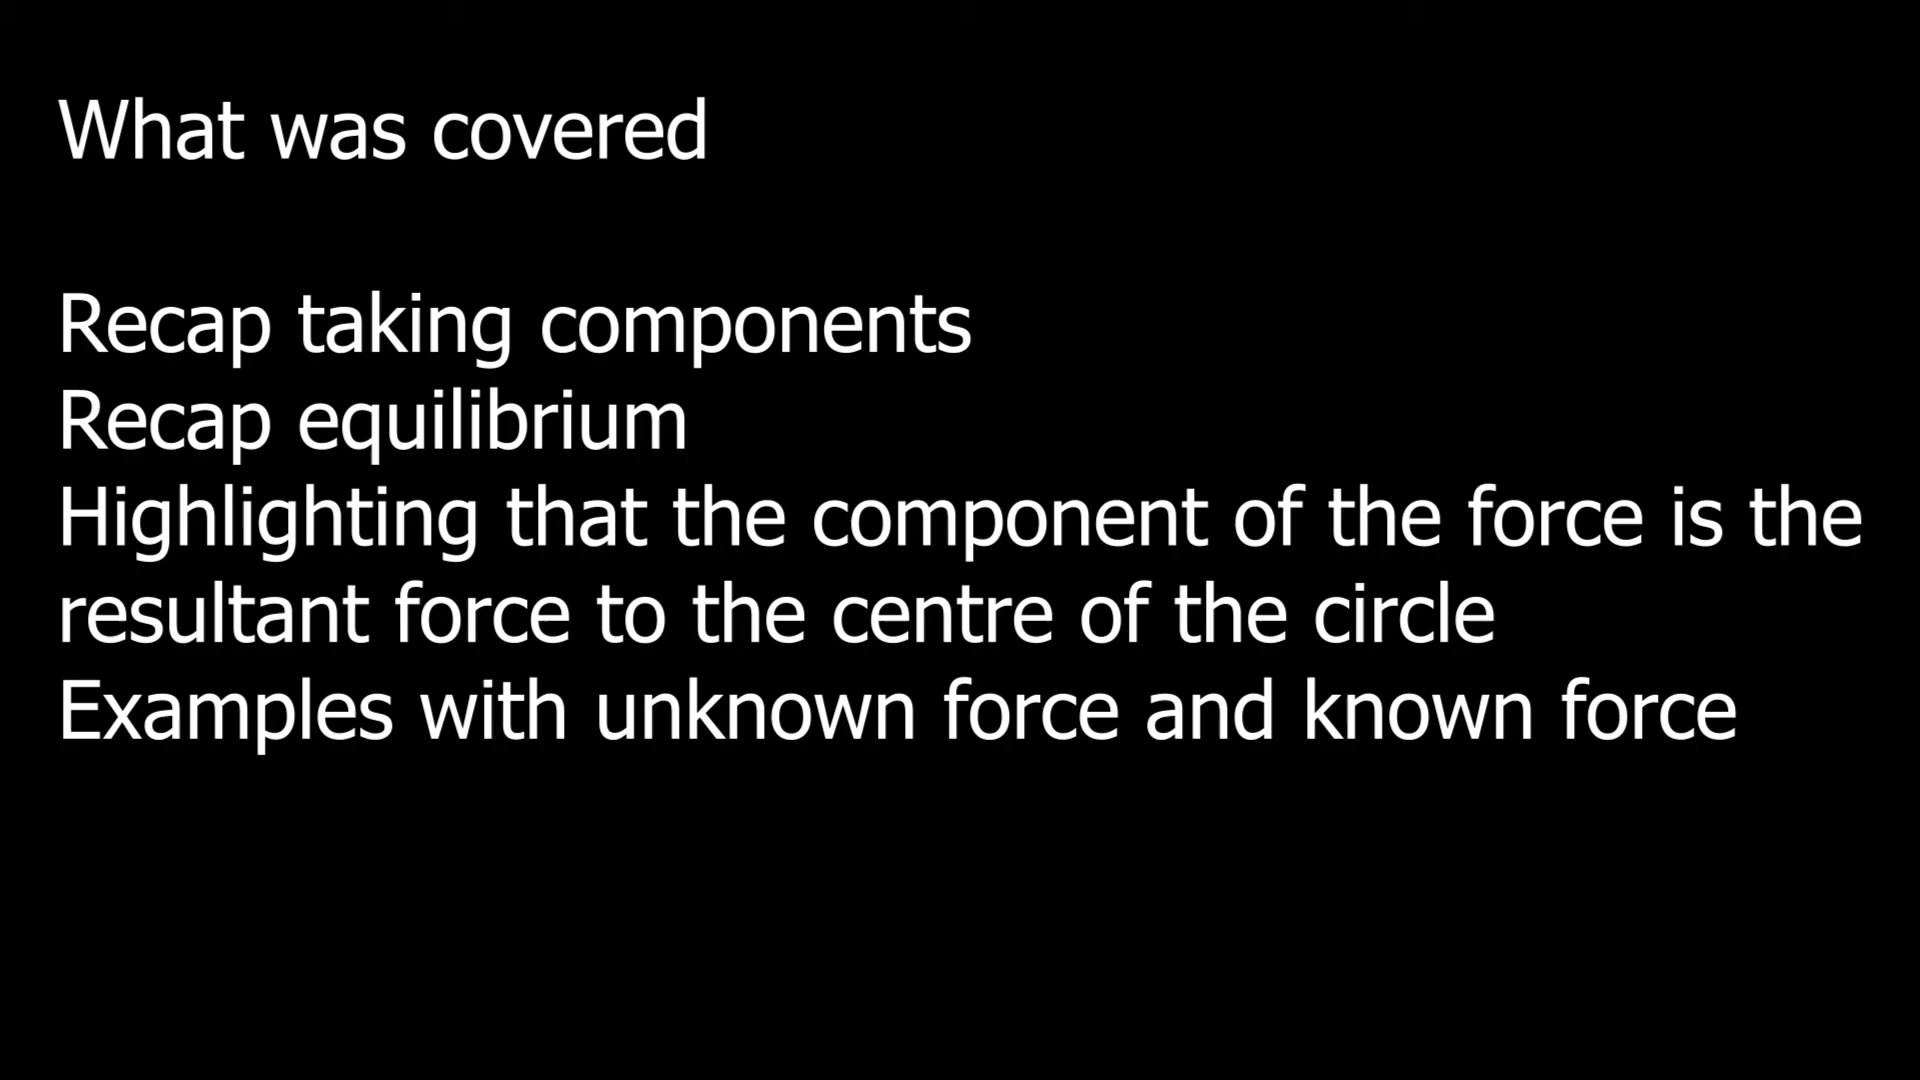 What was covered
Recap taking components
Recap equilibrium
Highlighting that the component of the force is the
resultant force to the centre of the circle
Examples with unknown force and known force